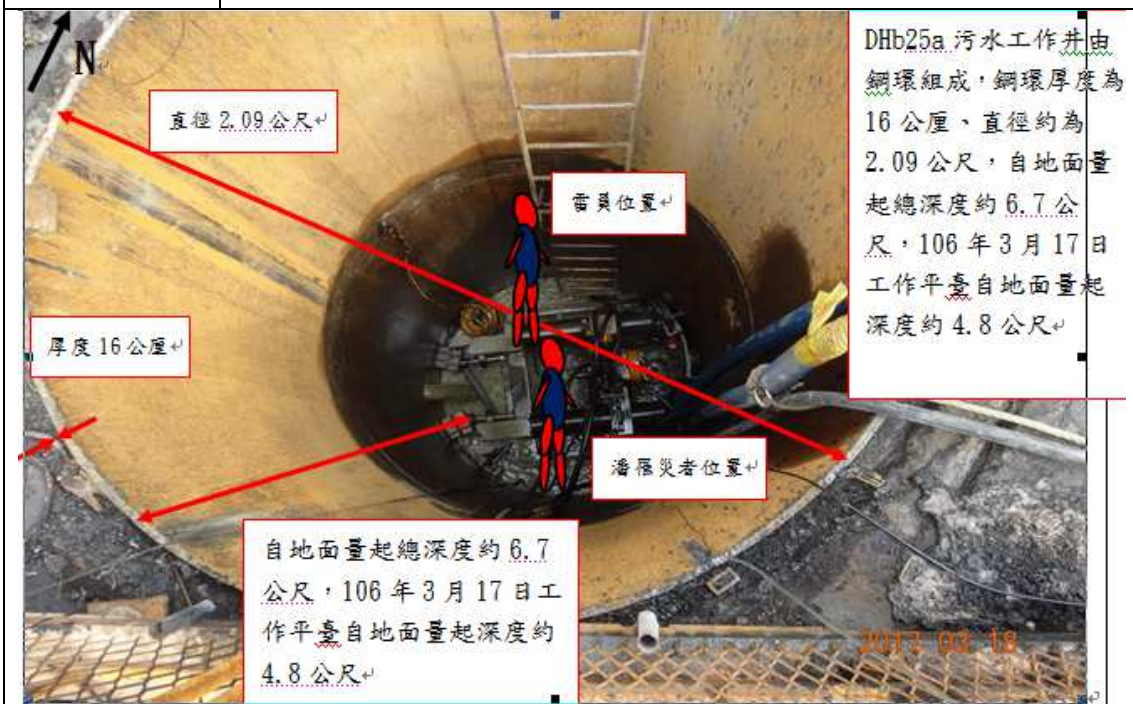 N
直徑 2.09 公尺
雷員位置
厚度 16 公厘
潘罹災者位置
自地面量起總深度約 6.7
公尺，106 年 3 月 17 日工
作平臺自地面量起深度約
4.8 公尺
DHb25a 污水工作井由
鋼環組成，鋼環厚度為
16 公厘、直徑約為
2.09 公尺，自地面量
起總深度約 6.7 公
尺，106 年 3 月 17 日
工作平臺自地面量起
深度約 4.8 公尺
2017 03 18